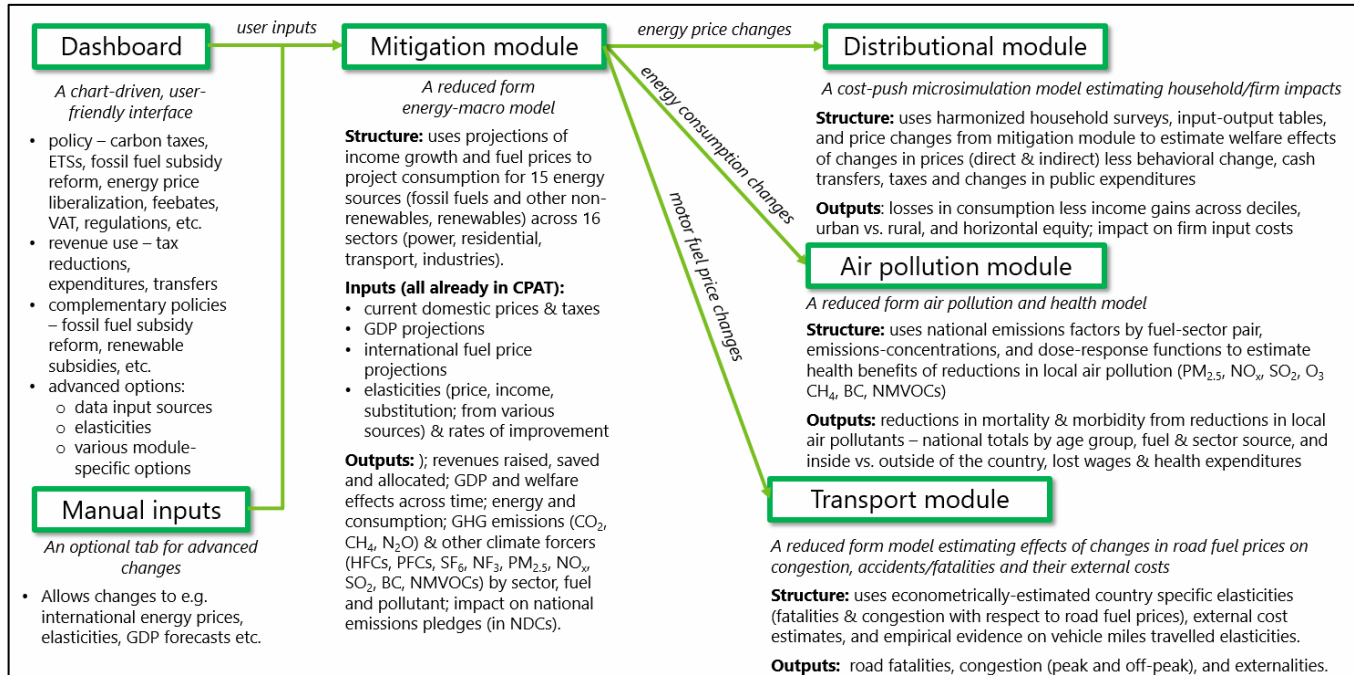 Dashboard
A chart-driven, user-
friendly interface
• policy – carbon taxes,
ETSs, fossil fuel subsidy
reform, energy price
liberalization, feebates,
VAT, regulations, etc.
• revenue use – tax
reductions,
expenditures, transfers
• complementary policies
– fossil fuel subsidy
reform, renewable
subsidies, etc.
• advanced options:
o data input sources
o elasticities
o various module-
specific options
Manual inputs
An optional tab for advanced
changes
• Allows changes to e.g.
international energy prices,
elasticities, GDP forecasts etc.
user inputs
Mitigation module
A reduced form
energy-macro model
Structure: uses projections of
income growth and fuel prices to
project consumption for 15 energy
sources (fossil fuels and other non-
renewables, renewables) across 16
sectors (power, residential,
transport, industries).
Inputs (all already in CPAT):
• current domestic prices & taxes
• GDP projections
• international fuel price
projections
• elasticities (price, income,
substitution; from various
sources) & rates of improvement
Outputs: ); revenues raised, saved
and allocated; GDP and welfare
effects across time; energy and
consumption; GHG emissions (CO₂,
CH₄, N₂O) & other climate forcers
(HFCs, PFCs, SF₆, NF₃, PM₂.₅, NOₓ,
SO₂, BC, NMVOCs) by sector, fuel
and pollutant; impact on national
emissions pledges (in NDCs).
energy price changes
energy consumption changes
motor fuel price changes
Distributional module
A cost-push microsimulation model estimating household/firm impacts
Structure: uses harmonized household surveys, input-output tables,
and price changes from mitigation module to estimate welfare effects
of changes in prices (direct & indirect) less behavioral change, cash
transfers, taxes and changes in public expenditures
Outputs: losses in consumption less income gains across deciles,
urban vs. rural, and horizontal equity; impact on firm input costs
Air pollution module
A reduced form air pollution and health model
Structure: uses national emissions factors by fuel-sector pair,
emissions-concentrations, and dose-response functions to estimate
health benefits of reductions in local air pollution (PM₂.₅, NOₓ, SO₂, O₃
CH₄, BC, NMVOCs)
Outputs: reductions in mortality & morbidity from reductions in local
air pollutants – national totals by age group, fuel & sector source, and
inside vs. outside of the country, lost wages & health expenditures
Transport module
A reduced form model estimating effects of changes in road fuel prices on
congestion, accidents/fatalities and their external costs
Structure: uses econometrically-estimated country specific elasticities
(fatalities & congestion with respect to road fuel prices), external cost
estimates, and empirical evidence on vehicle miles travelled elasticities.
Outputs: road fatalities, congestion (peak and off-peak), and externalities.